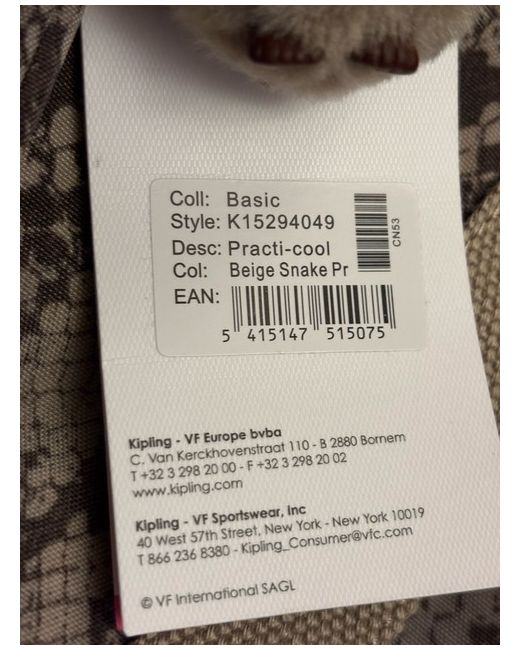 Coll: Basic
Style: K15294049
Desc: Practi-cool
Col: Beige Snake Pr
CN53
EAN:
5 415147 515075
Kipling - VF Europe bvba
C. Van Kerckhovenstraat 110 - B 2880 Bornem
T +32 3 298 20 00 - F +32 3 298 20 02
www.kipling.com
Kipling - VF Sportswear, Inc
40 West 57th Street, New York - New York 10019
T 866 236 8380 - Kipling_Consumer@vfc.com
© VF International SAGL